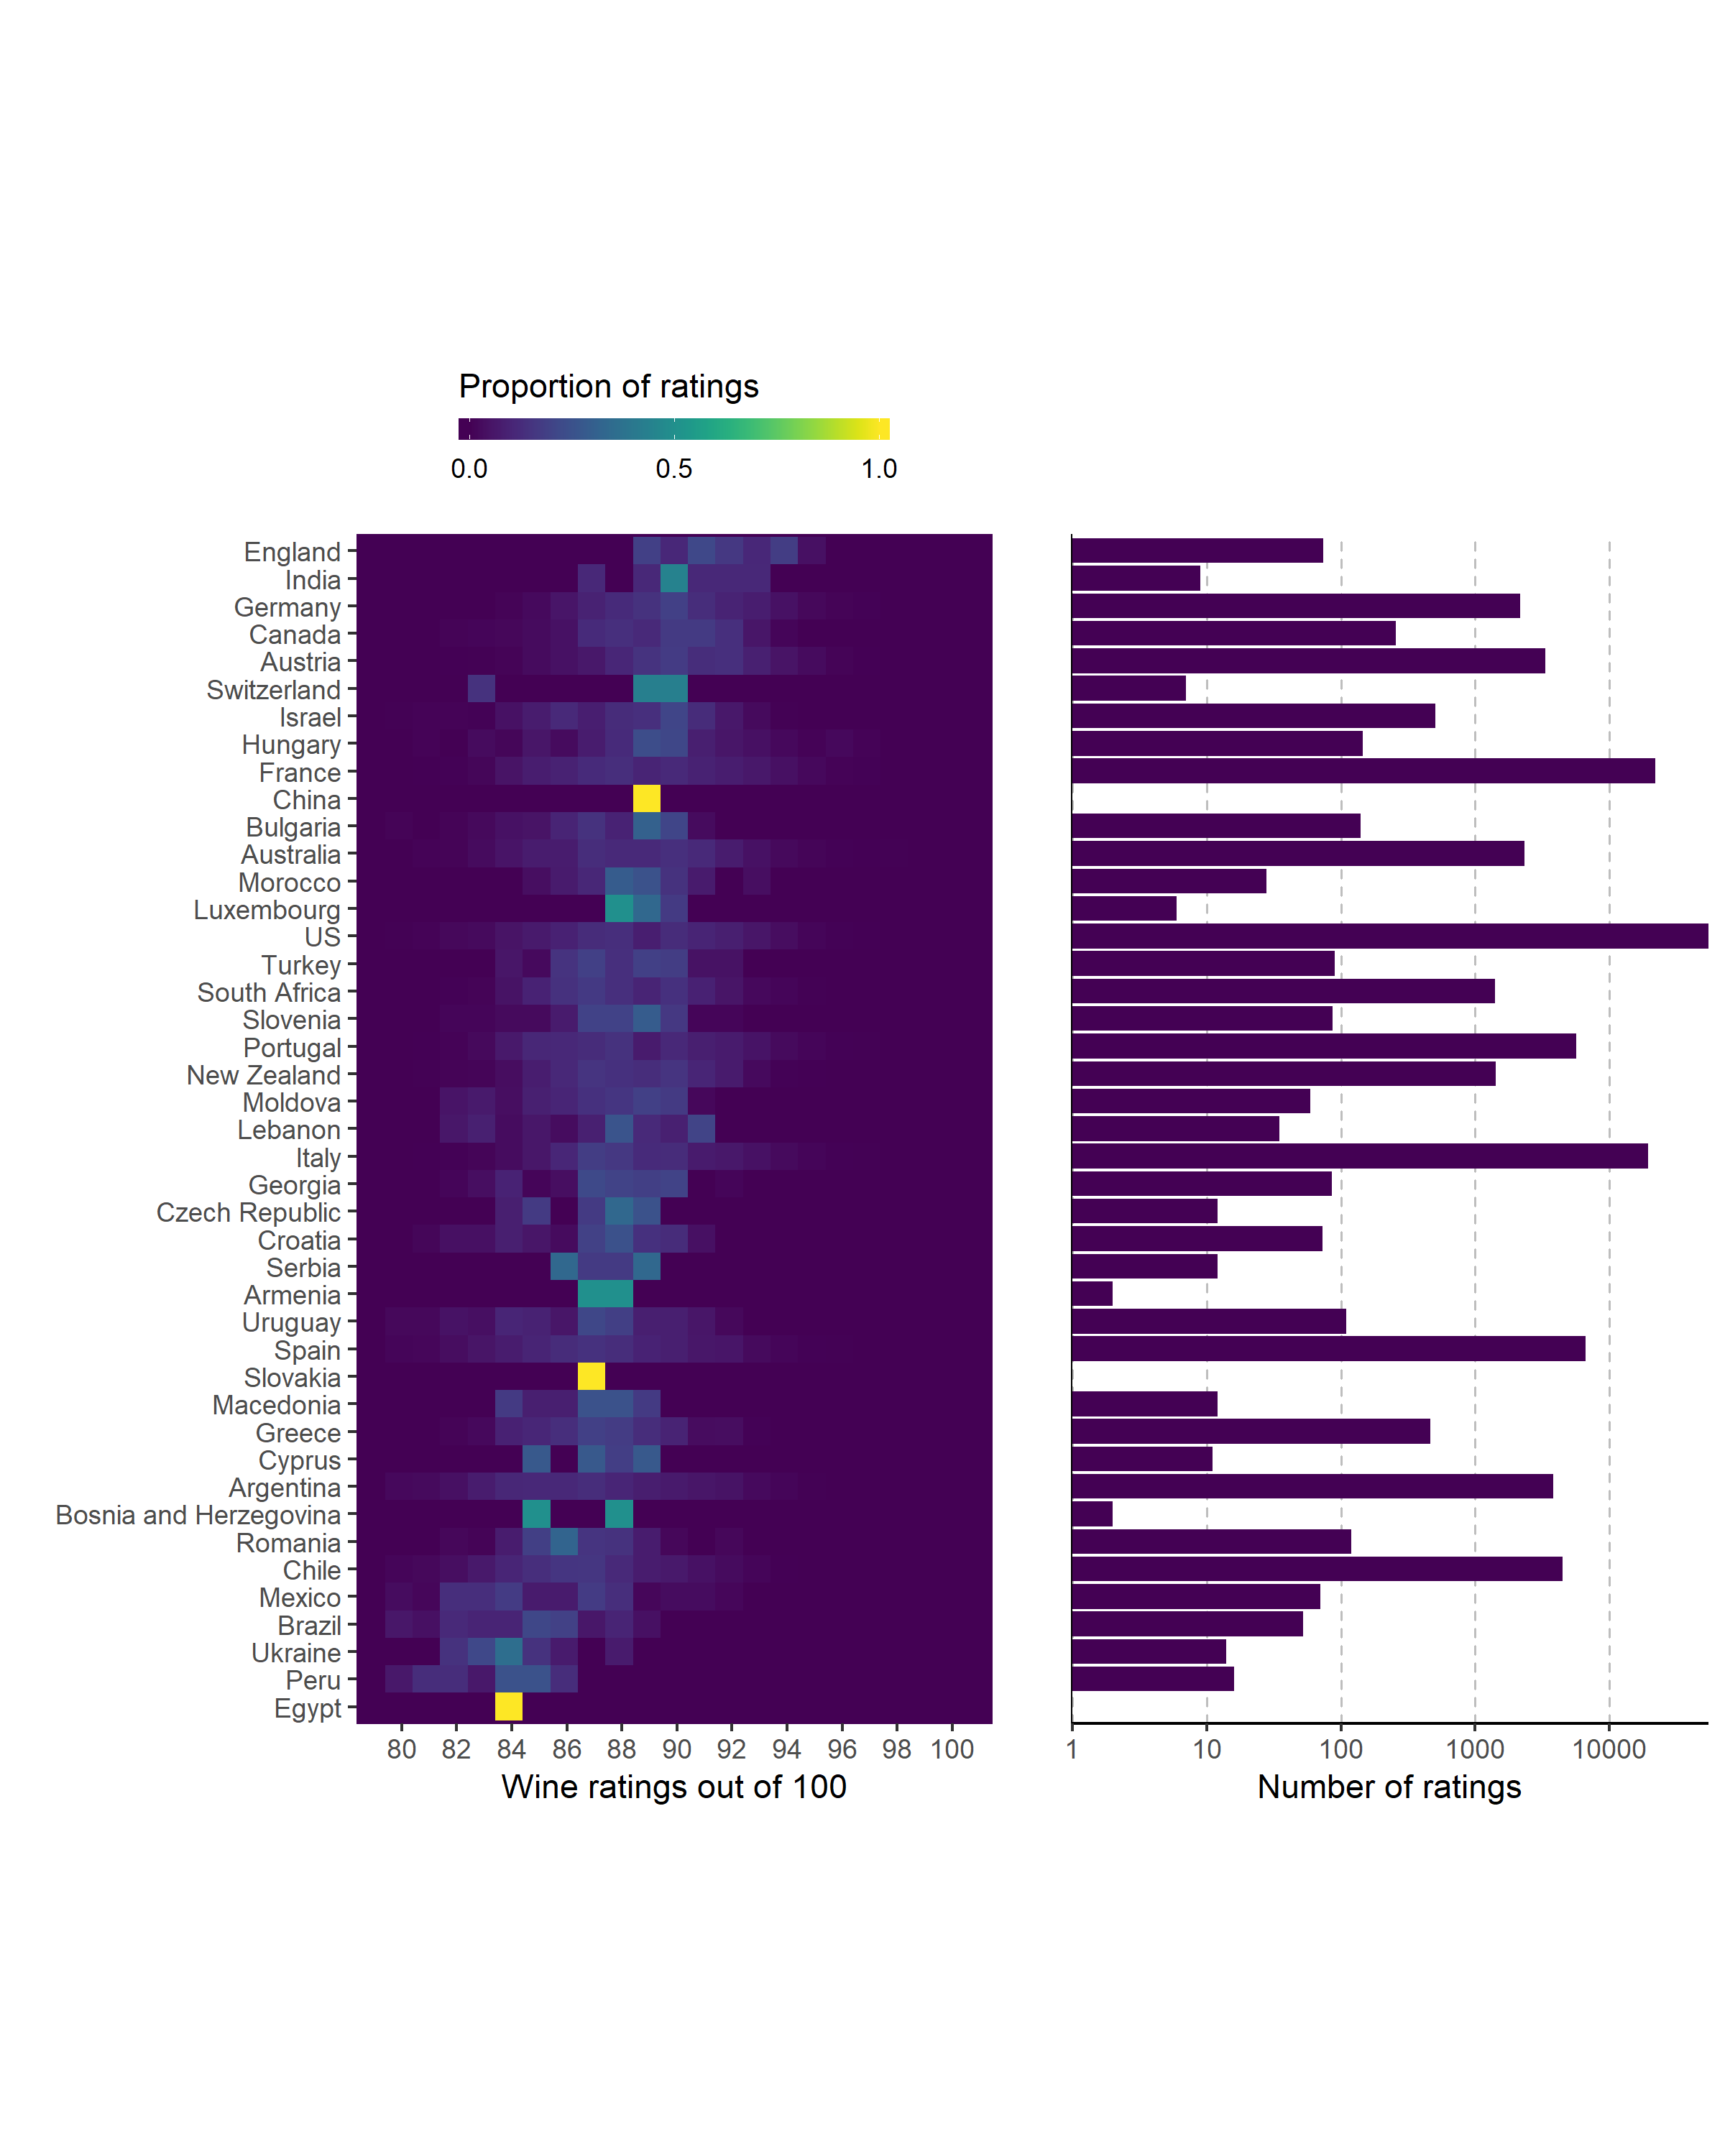 Proportion of ratings
0.0 0.5 1.0
England
India
Germany
Canada
Austria
Switzerland
Israel
Hungary
France
China
Bulgaria
Australia
Morocco
Luxembourg
US
Turkey
South Africa
Slovenia
Portugal
New Zealand
Moldova
Lebanon
Italy
Georgia
Czech Republic
Croatia
Serbia
Armenia
Uruguay
Spain
Slovakia
Macedonia
Greece
Cyprus
Argentina
Bosnia and Herzegovina
Romania
Chile
Mexico
Brazil
Ukraine
Peru
Egypt
80 82 84 86 88 90 92 94 96 98 100
Wine ratings out of 100
1 10 100 1000 10000
Number of ratings